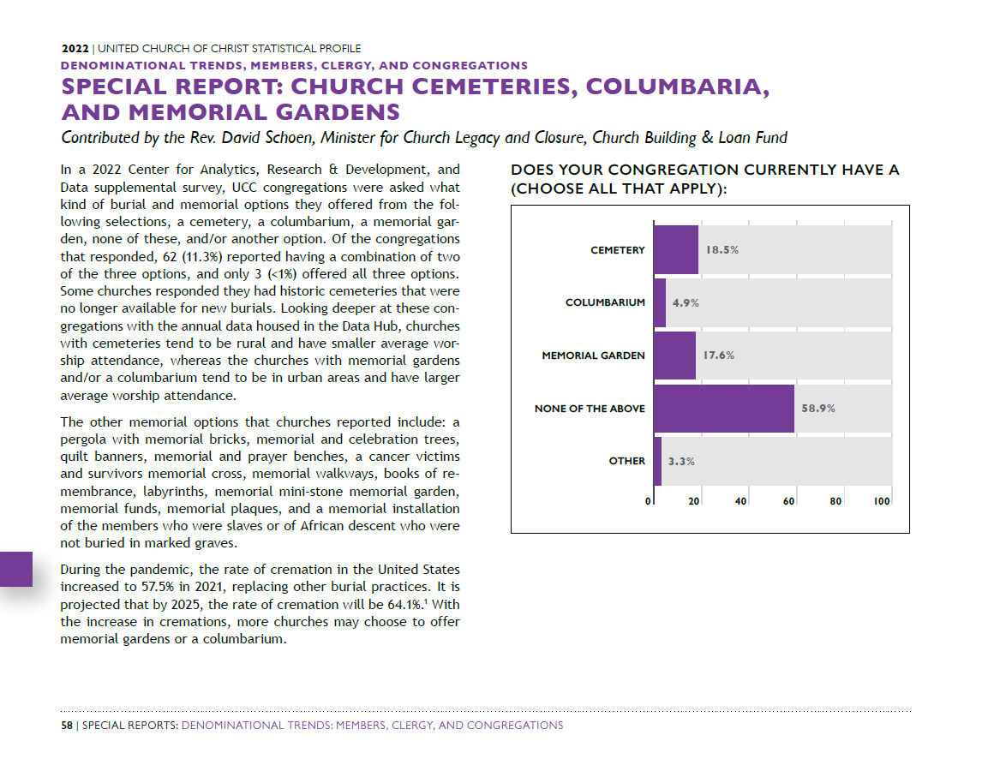 2022 | UNITED CHURCH OF CHRIST STATISTICAL PROFILE
DENOMINATIONAL TRENDS, MEMBERS, CLERGY, AND CONGREGATIONS
SPECIAL REPORT: CHURCH CEMETERIES, COLUMBARIA,
AND MEMORIAL GARDENS
Contributed by the Rev. David Schoen, Minister for Church Legacy and Closure, Church Building & Loan Fund
In a 2022 Center for Analytics, Research & Development, and
Data supplemental survey, UCC congregations were asked what
kind of burial and memorial options they offered from the fol-
lowing selections, a cemetery, a columbarium, a memorial gar-
den, none of these, and/or another option. Of the congregations
that responded, 62 (11.3%) reported having a combination of two
of the three options, and only 3 (<1%) offered all three options.
Some churches responded they had historic cemeteries that were
no longer available for new burials. Looking deeper at these con-
gregations with the annual data housed in the Data Hub, churches
with cemeteries tend to be rural and have smaller average wor-
ship attendance, whereas the churches with memorial gardens
and/or a columbarium tend to be in urban areas and have larger
average worship attendance.
The other memorial options that churches reported include: a
pergola with memorial bricks, memorial and celebration trees,
quilt banners, memorial and prayer benches, a cancer victims
and survivors memorial cross, memorial walkways, books of re-
membrance, labyrinths, memorial mini-stone memorial garden,
memorial funds, memorial plaques, and a memorial installation
of the members who were slaves or of African descent who were
not buried in marked graves.
During the pandemic, the rate of cremation in the United States
increased to 57.5% in 2021, replacing other burial practices. It is
projected that by 2025, the rate of cremation will be 64.1%.¹ With
the increase in cremations, more churches may choose to offer
memorial gardens or a columbarium.
DOES YOUR CONGREGATION CURRENTLY HAVE A
(CHOOSE ALL THAT APPLY):
CEMETERY 18.5%
COLUMBARIUM 4.9%
MEMORIAL GARDEN 17.6%
NONE OF THE ABOVE 58.9%
OTHER 3.3%
0 20 40 60 80 100
58 | SPECIAL REPORTS: DENOMINATIONAL TRENDS: MEMBERS, CLERGY, AND CONGREGATIONS